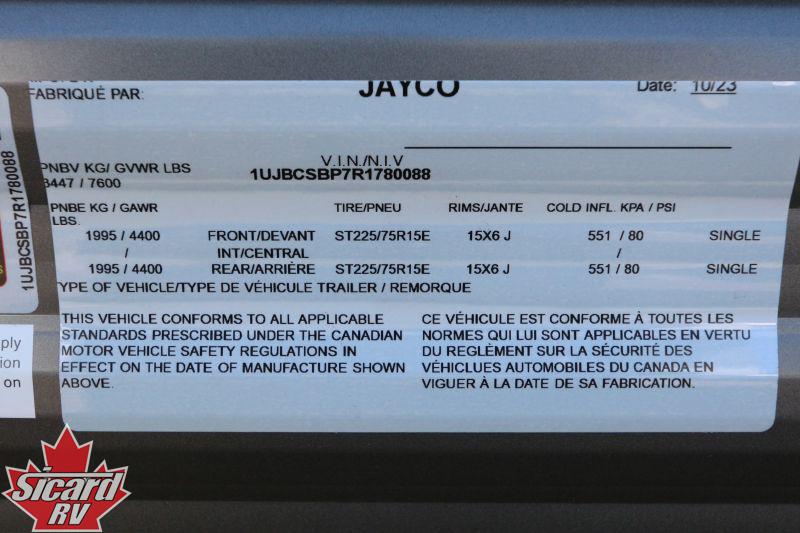 FABRIQUÉ PAR: JAYCO Date: 10/23
V.I.N./N.I.V
PNBV KG/ GVWR LBS 1UJBCSBP7R1780088
3447 / 7600
PNBE KG / GAWR TIRE/PNEU RIMS/JANTE COLD INFL. KPA / PSI
LBS.
1995 / 4400 FRONT/DEVANT ST225/75R15E 15X6 J 551 / 80 SINGLE
/ INT/CENTRAL /
1995 / 4400 REAR/ARRIÈRE ST225/75R15E 15X6 J 551 / 80 SINGLE
TYPE OF VEHICLE/TYPE DE VÉHICULE TRAILER / REMORQUE
THIS VEHICLE CONFORMS TO ALL APPLICABLE
STANDARDS PRESCRIBED UNDER THE CANADIAN
MOTOR VEHICLE SAFETY REGULATIONS IN
EFFECT ON THE DATE OF MANUFACTURE SHOWN
ABOVE.
CE VÉHICULE EST CONFORME À TOUTES LES
NORMES QUI LUI SONT APPLICABLES EN VERTU
DU REGLÈMENT SUR LA SÉCURITÉ DES
VÉHICLUES AUTOMOBILES DU CANADA EN
VIGUER À LA DATE DE SA FABRICATION.
1UJBCSBP7R1780088
on
Sicard
RV